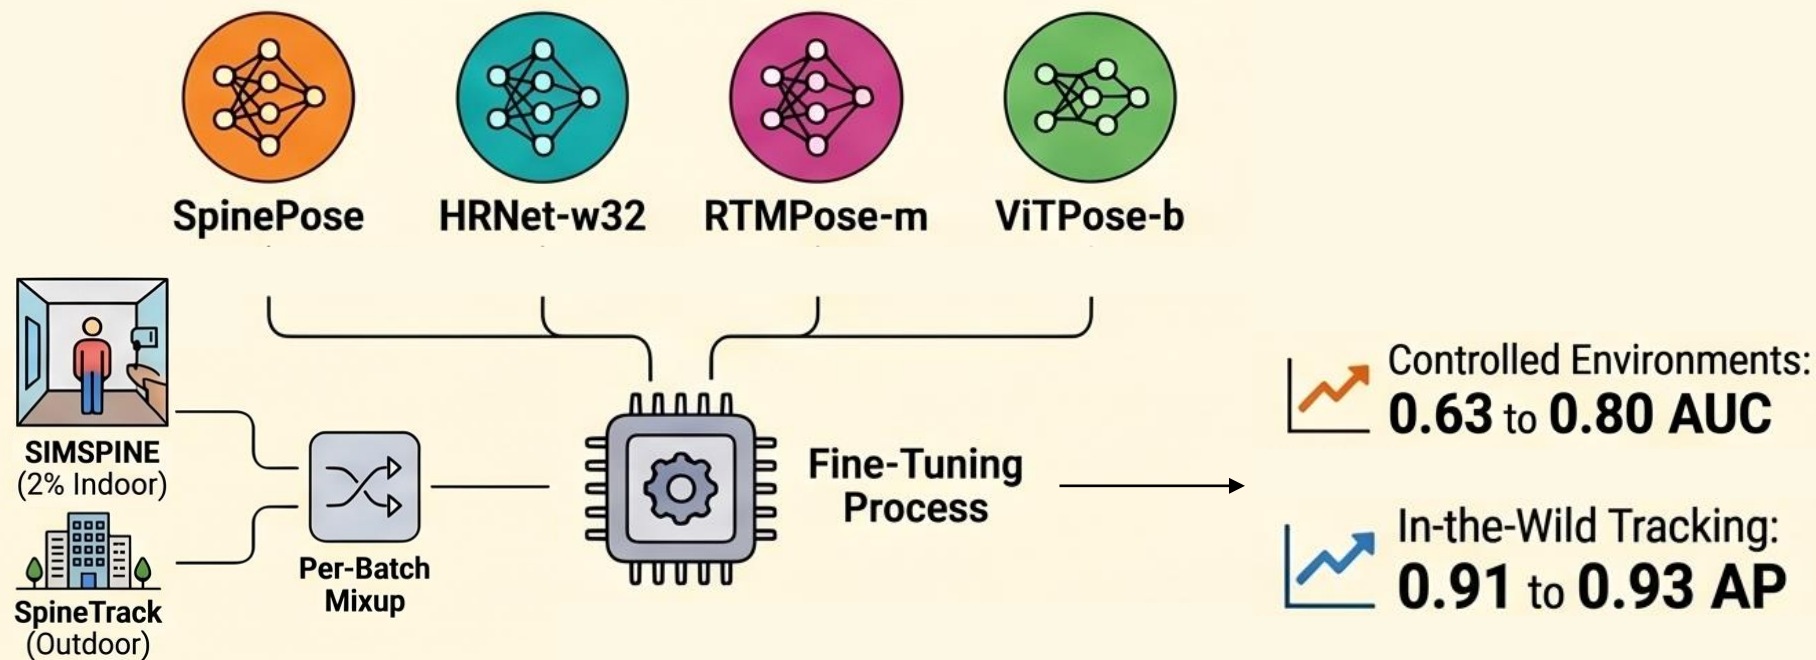 SpinePose
HRNet-w32
RTMPose-m
ViTPose-b
SIMSPINE
(2% Indoor)
SpineTrack
(Outdoor)
Per-Batch
Mixup
Fine-Tuning
Process
Controlled Environments:
0.63 to 0.80 AUC
In-the-Wild Tracking:
0.91 to 0.93 AP